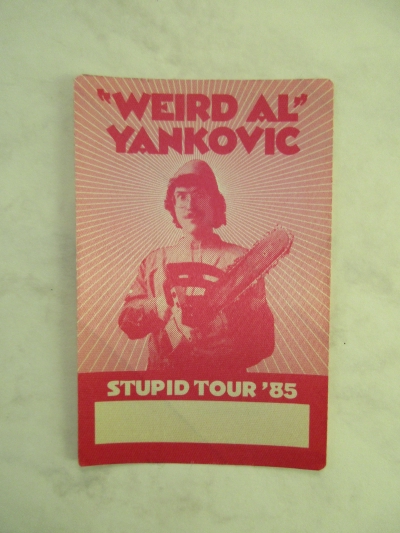 "WEIRD AL"
YANKOVIC
STUPID TOUR '85